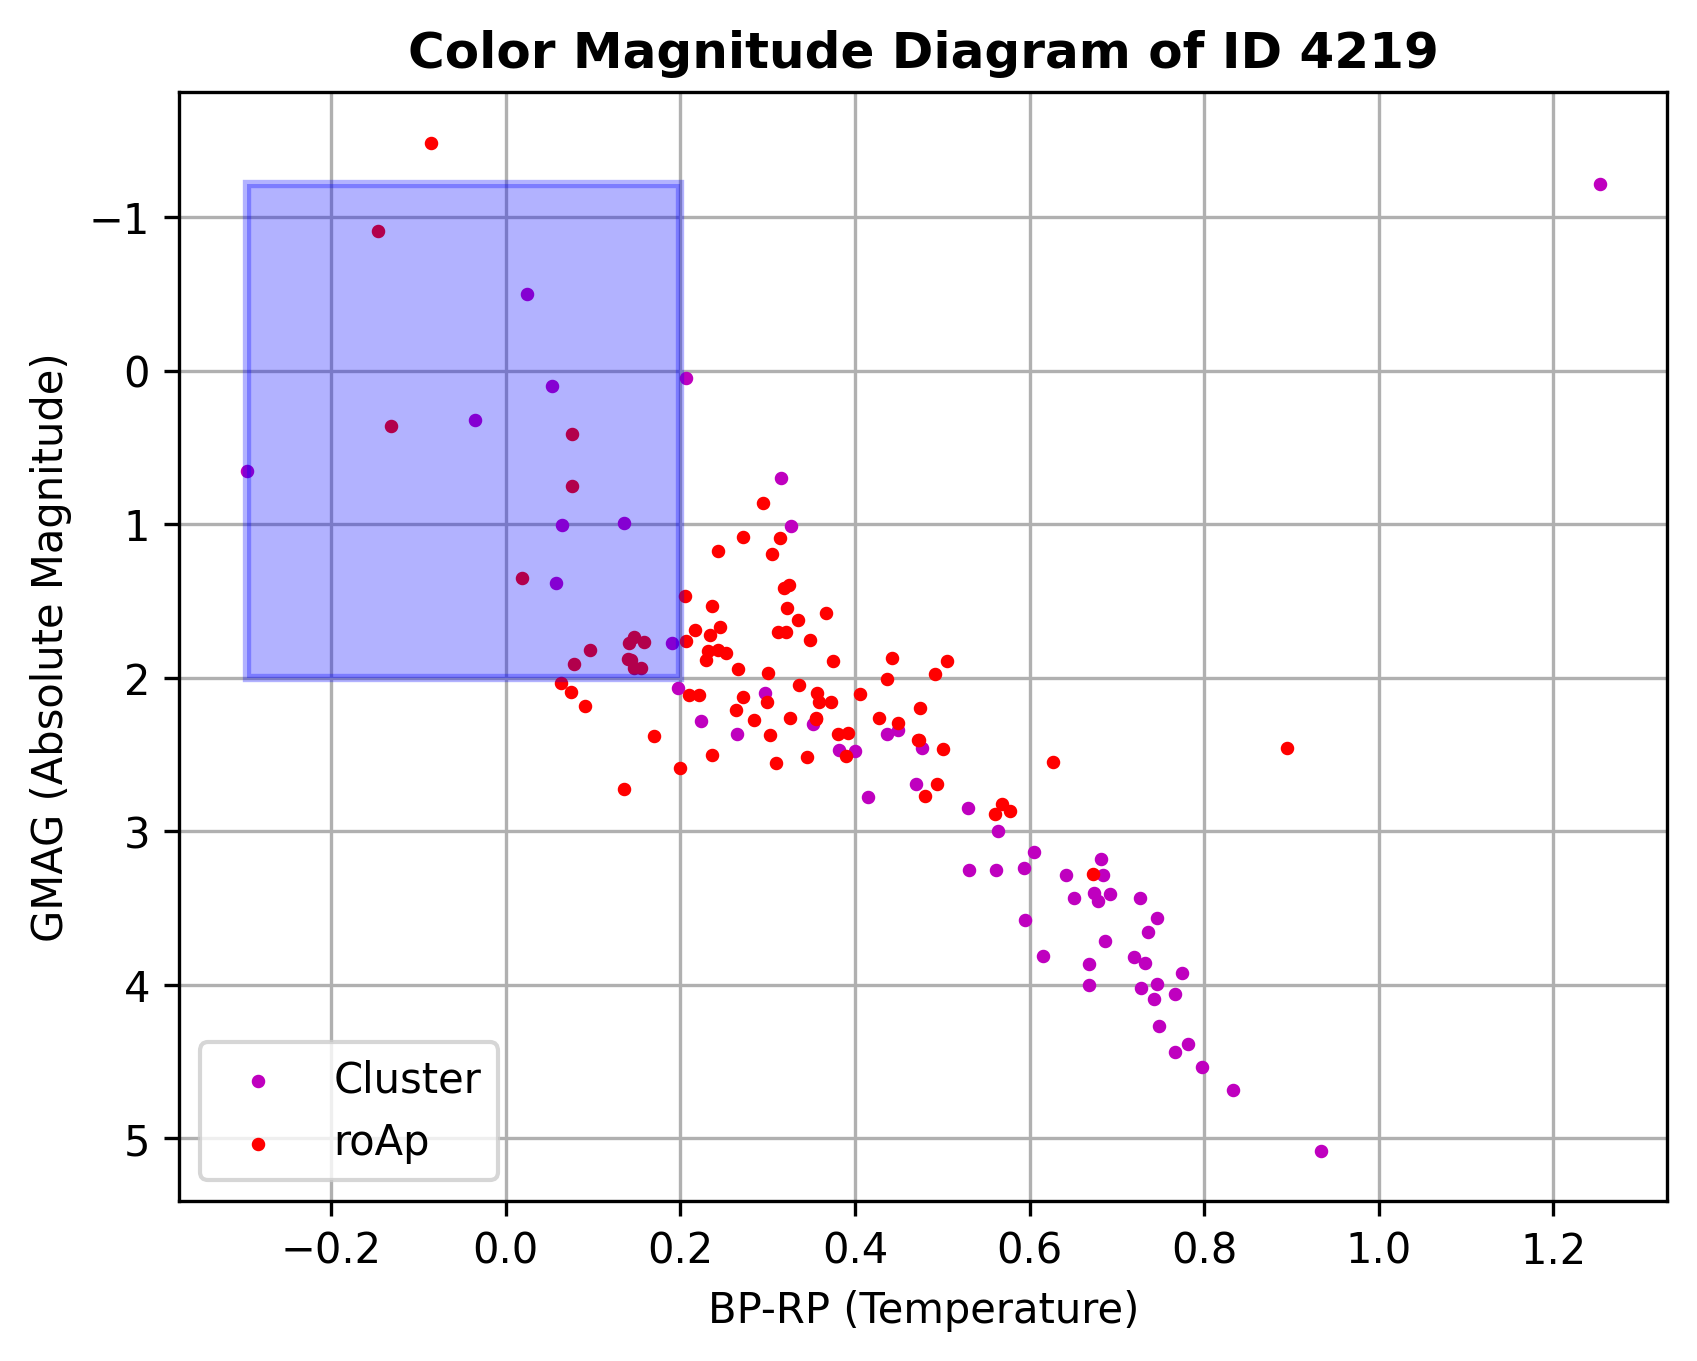 Color Magnitude Diagram of ID 4219
GMAG (Absolute Magnitude)
−1
0
1
2
3
4
5
Cluster
roAp
−0.2 0.0 0.2 0.4 0.6 0.8 1.0 1.2
BP-RP (Temperature)